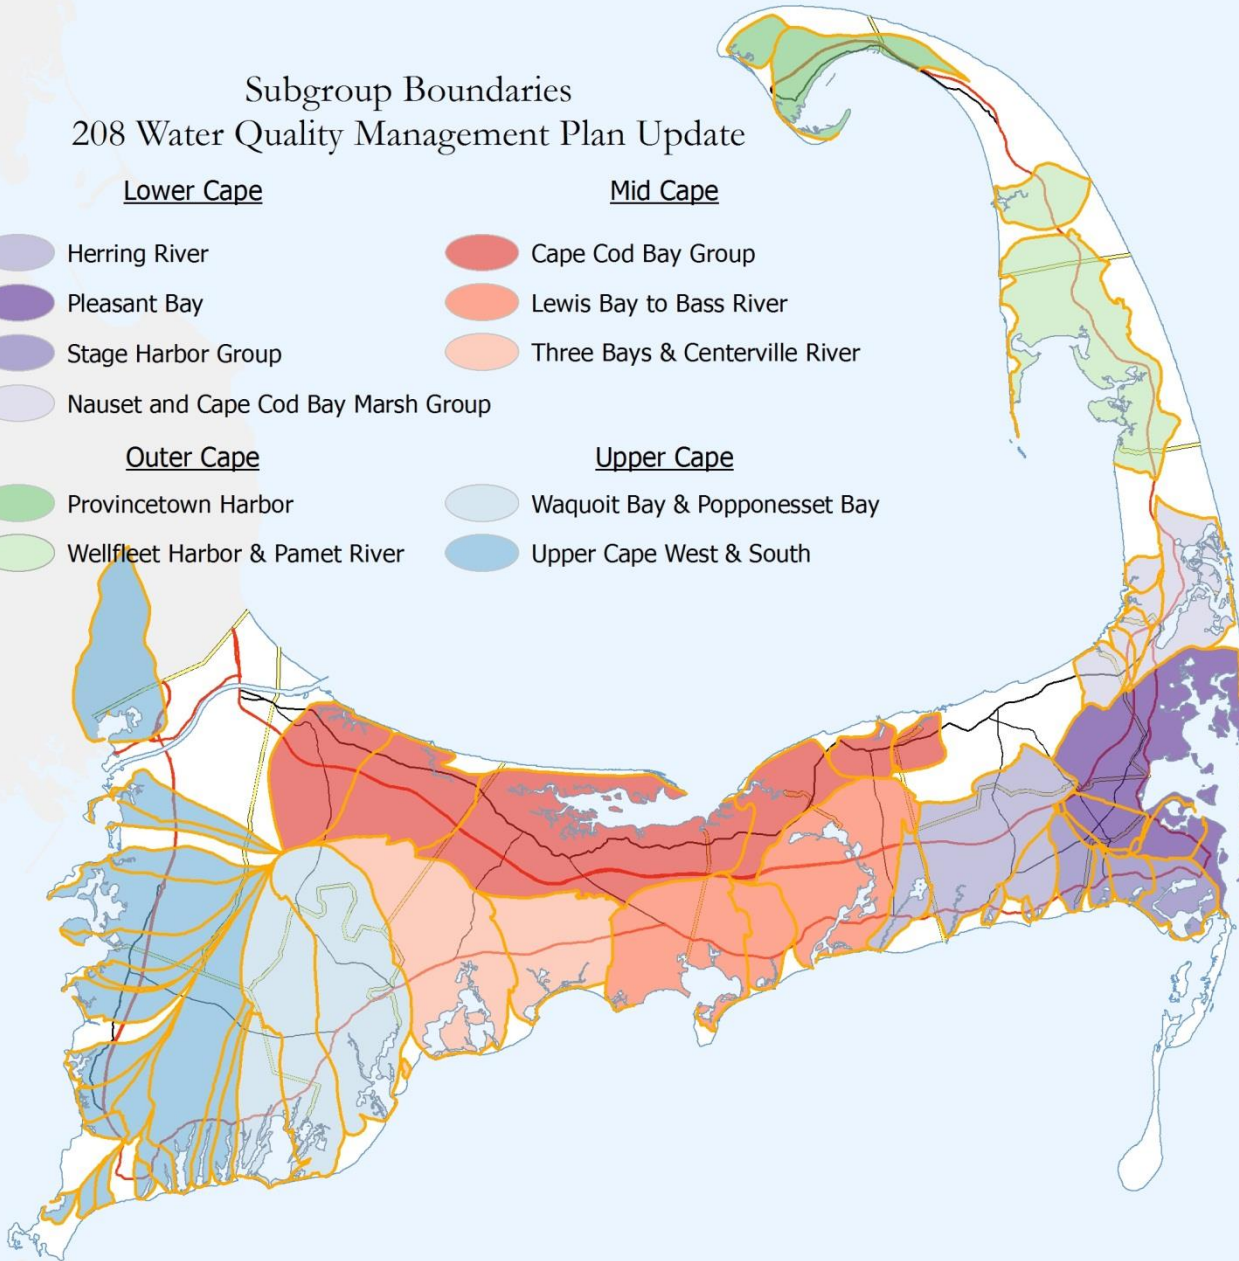 Subgroup Boundaries
208 Water Quality Management Plan Update
Lower Cape
Herring River
Pleasant Bay
Stage Harbor Group
Nauset and Cape Cod Bay Marsh Group
Mid Cape
Cape Cod Bay Group
Lewis Bay to Bass River
Three Bays & Centerville River
Outer Cape
Provincetown Harbor
Wellfleet Harbor & Pamet River
Upper Cape
Waquoit Bay & Popponesset Bay
Upper Cape West & South